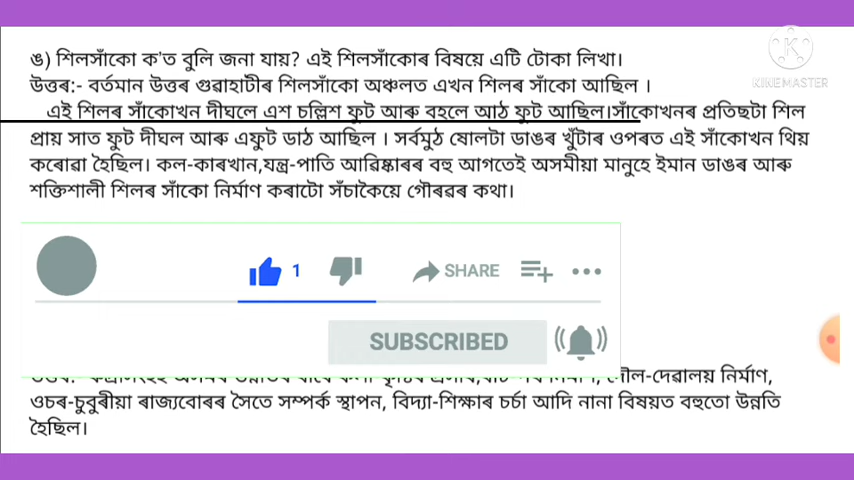 ঙ) শিলসাঁকো ক'ত বুলি জনা যায়? এই শিলসাঁকোৰ বিষয়ে এটি টোকা লিখা।
উত্তৰ:- বৰ্তমান উত্তৰ গুৱাহাটীৰ শিলসাঁকো অঞ্চলত এখন শিলৰ সাঁকো আছিল ।
এই শিলৰ সাঁকোখন দীঘলে এশ চল্লিশ ফুট আৰু বহলে আঠ ফুট আছিল।সাঁকোখনৰ প্ৰতিছটা শিল
প্ৰায় সাত ফুট দীঘল আৰু এফুট ডাঠ আছিল । সৰ্বমুঠ ষোলটা ডাঙৰ খুঁটাৰ ওপৰত এই সাঁকোখন থিয়
কৰোৱা হৈছিল। কল-কাৰখান,যন্ত্ৰ-পাতি আৱিষ্কাৰৰ বহু আগতেই অসমীয়া মানুহে ইমান ডাঙৰ আৰু
শক্তিশালী শিলৰ সাঁকো নিৰ্মাণ কৰাটো সঁচাকৈয়ে গৌৰৱৰ কথা।
KINEMASTER
1 SHARE
SUBSCRIBED
দৌল-দেৱালয় নিৰ্মাণ,
ওচৰ-চুবুৰীয়া ৰাজ্যবোৰৰ সৈতে সম্পৰ্ক স্থাপন, বিদ্যা-শিক্ষাৰ চৰ্চা আদি নানা বিষয়ত বহুতো উন্নতি
হৈছিল।